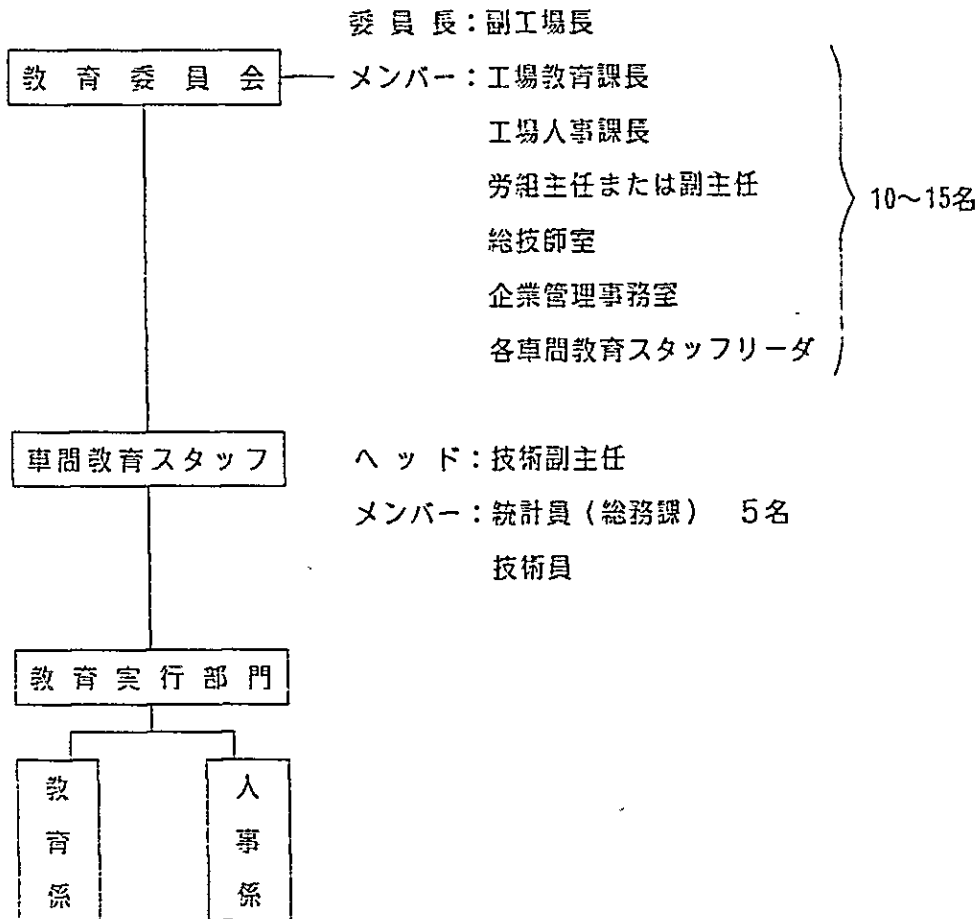 委員長：副工場長
教育委員会
メンバー：工場教育課長
工場人事課長
労組主任または副主任
総技師室
企業管理事務室
各車間教育スタッフリーダ
10～15名
車間教育スタッフ
ヘッド：技術副主任
メンバー：統計員（総務課） 5名
技術員
教育実行部門
教育係
人事係